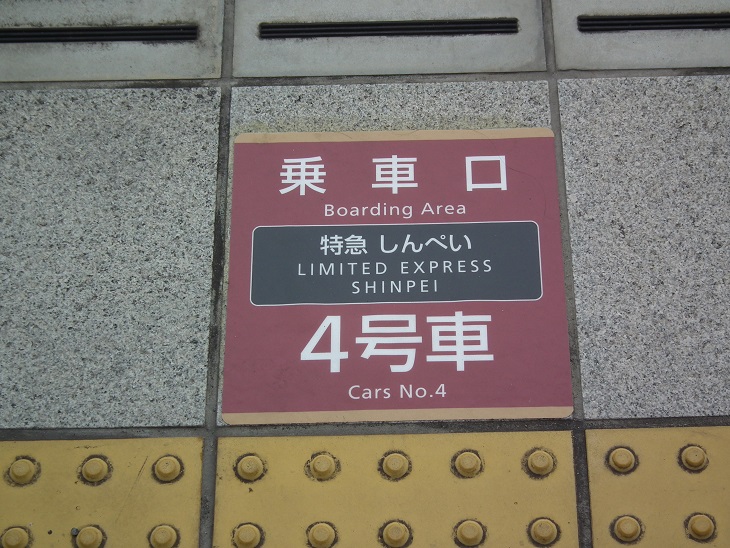 乗車口
Boarding Area
特急 しんぺい
LIMITED EXPRESS
SHINPEI
4号車
Cars No.4